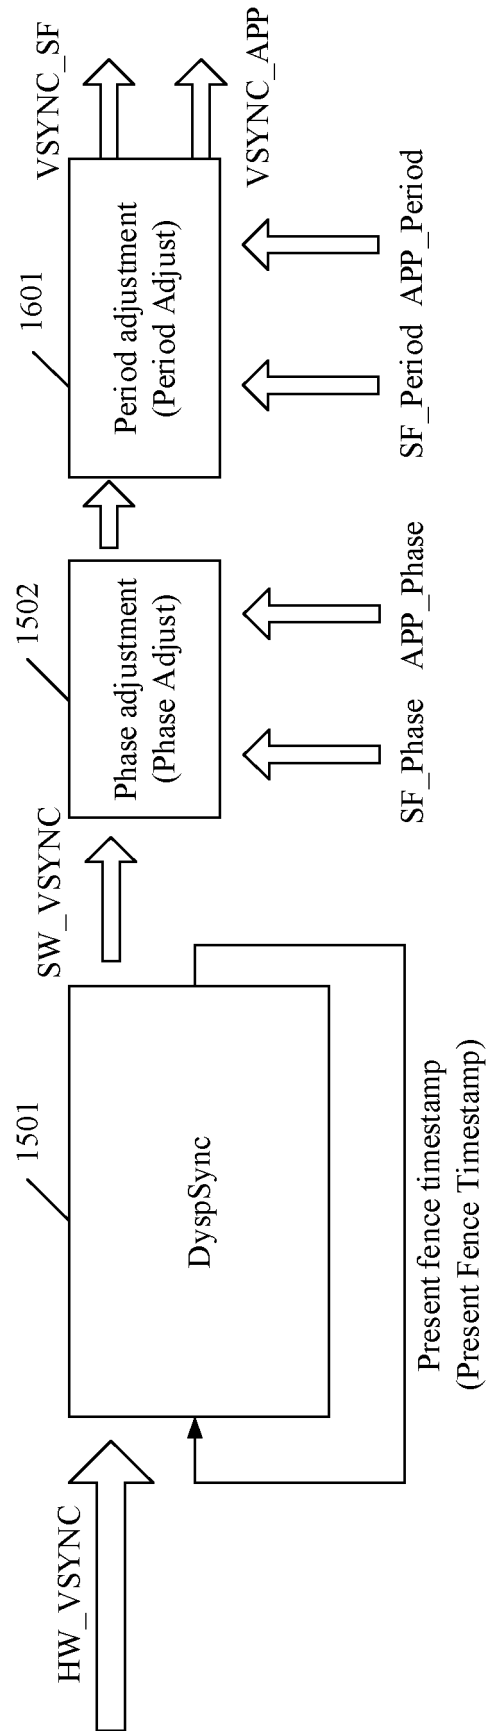 HW_VSYNC
1501
DyspSync
Present fence timestamp
(Present Fence Timestamp)
SW_VSYNC
1502
Phase adjustment
(Phase Adjust)
SF_Phase
APP_Phase
1601
Period adjustment
(Period Adjust)
SF_Period
APP_Period
VSYNC_SF
VSYNC_APP